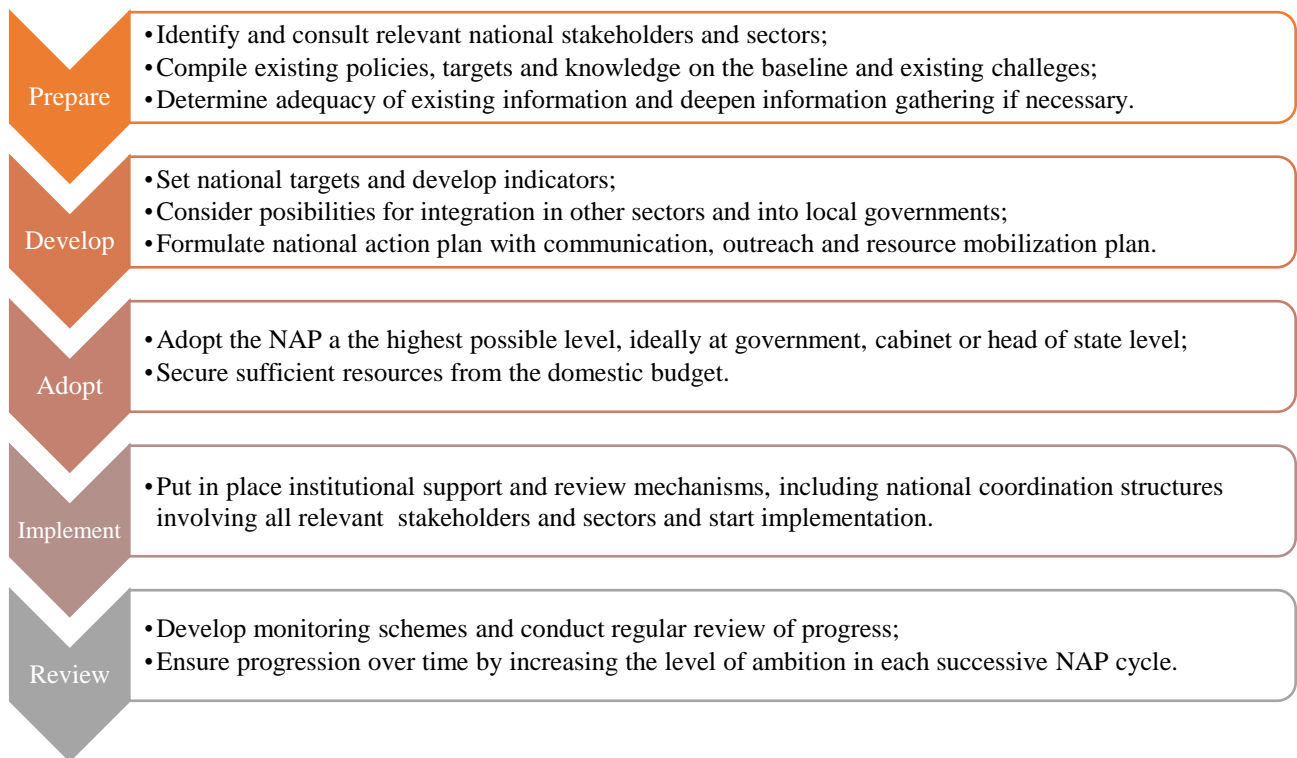 Prepare
•Identify and consult relevant national stakeholders and sectors;
•Compile existing policies, targets and knowledge on the baseline and existing challeges;
•Determine adequacy of existing information and deepen information gathering if necessary.
Develop
•Set national targets and develop indicators;
•Consider posibilities for integration in other sectors and into local governments;
•Formulate national action plan with communication, outreach and resource mobilization plan.
Adopt
•Adopt the NAP a the highest possible level, ideally at government, cabinet or head of state level;
•Secure sufficient resources from the domestic budget.
Implement
•Put in place institutional support and review mechanisms, including national coordination structures
involving all relevant stakeholders and sectors and start implementation.
Review
•Develop monitoring schemes and conduct regular review of progress;
•Ensure progression over time by increasing the level of ambition in each successive NAP cycle.